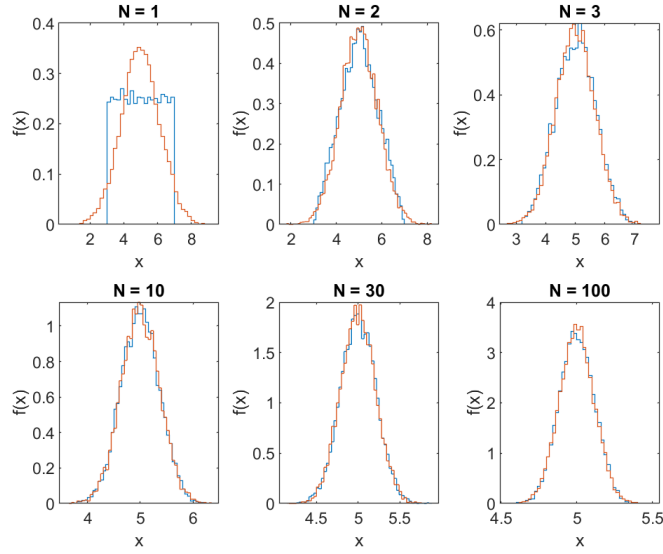 N = 1
0.4
0.3
0.2
0.1
0
f(x)
2 4 6 8
x
N = 2
0.5
0.4
0.3
0.2
0.1
0
f(x)
2 4 6 8
x
N = 3
0.6
0.4
0.2
0
f(x)
3 4 5 6 7
x
N = 10
1
0.8
0.6
0.4
0.2
0
f(x)
4 5 6
x
N = 30
2
1.5
1
0.5
0
f(x)
4.5 5 5.5
x
N = 100
4
3
2
1
0
f(x)
4.5 5 5.5
x